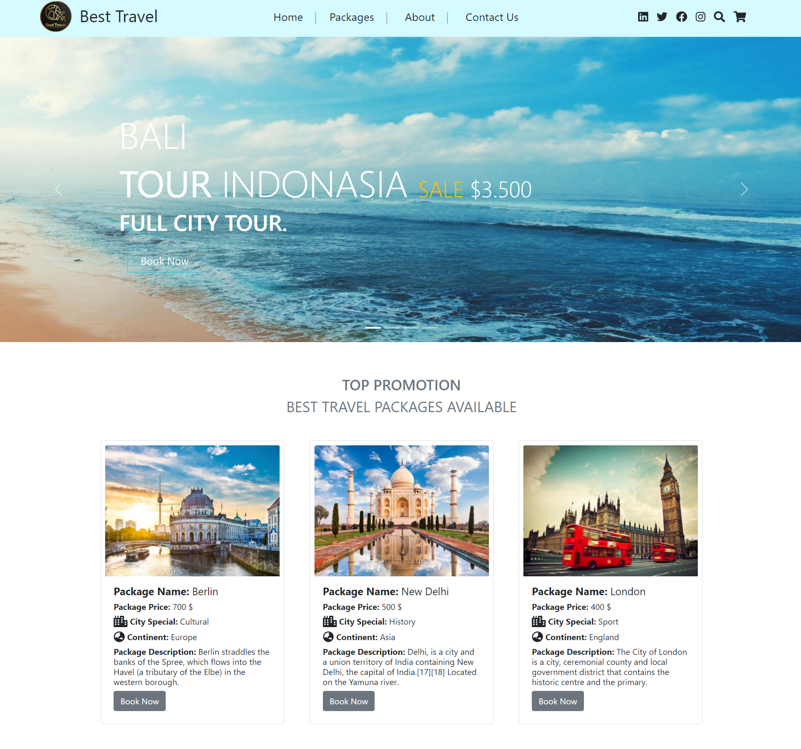 Best Travel
Home | Packages | About | Contact Us
BALI
TOUR INDONASIA SALE $3.500
FULL CITY TOUR.
Book Now
TOP PROMOTION
BEST TRAVEL PACKAGES AVAILABLE
Package Name: Berlin
Package Price: 700 $
City Special: Cultural
Continent: Europe
Package Description: Berlin straddles the
banks of the Spree, which flows into the
Havel (a tributary of the Elbe) in the
western borough.
Book Now
Package Name: New Delhi
Package Price: 500 $
City Special: History
Continent: Asia
Package Description: Delhi, is a city and
a union territory of India containing New
Delhi, the capital of India.[17][18] Located
on the Yamuna river.
Book Now
Package Name: London
Package Price: 400 $
City Special: Sport
Continent: England
Package Description: The City of London
is a city, ceremonial county and local
government district that contains the
historic centre and the primary.
Book Now